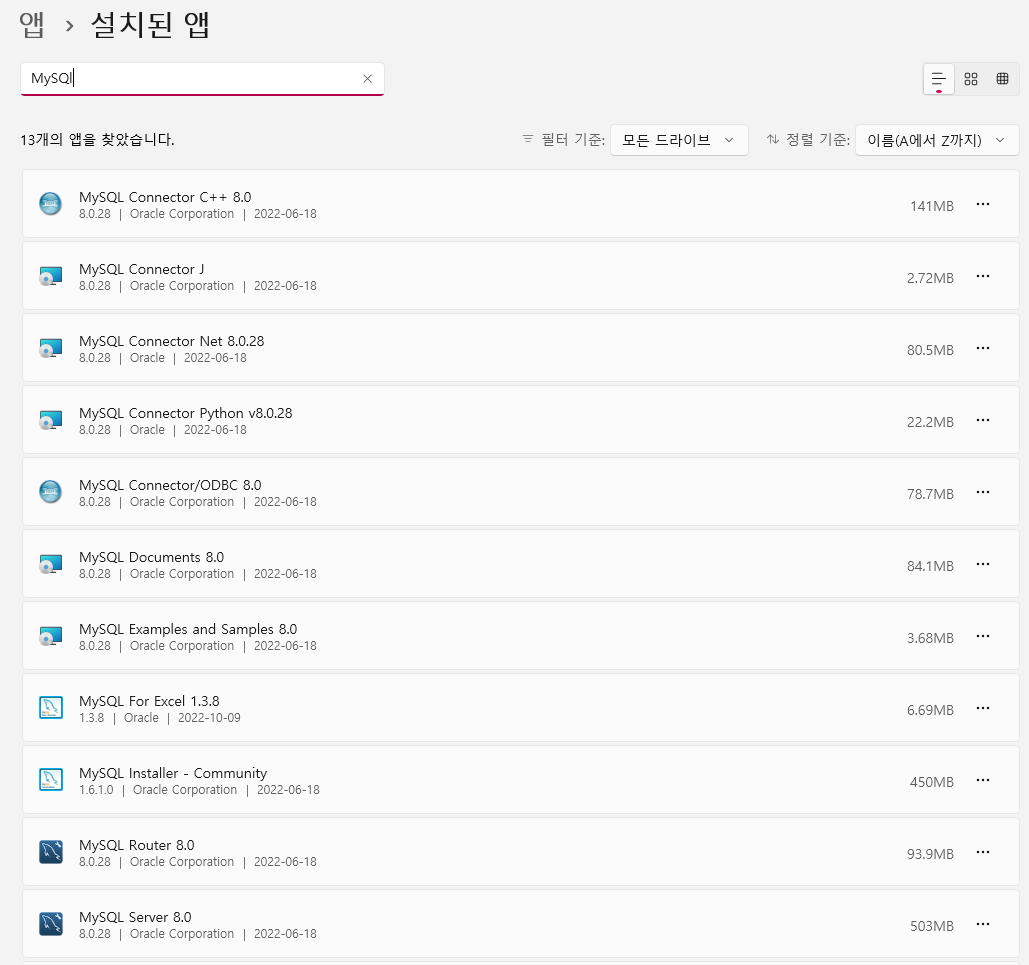 앱 > 설치된 앱
MySQl
13개의 앱을 찾았습니다.
필터 기준: 모든 드라이브
정렬 기준: 이름(A에서 Z까지)
MySQL Connector C++ 8.0
8.0.28 | Oracle Corporation | 2022-06-18
141MB
MySQL Connector J
8.0.28 | Oracle Corporation | 2022-06-18
2.72MB
MySQL Connector Net 8.0.28
8.0.28 | Oracle | 2022-06-18
80.5MB
MySQL Connector Python v8.0.28
8.0.28 | Oracle | 2022-06-18
22.2MB
MySQL Connector/ODBC 8.0
8.0.28 | Oracle Corporation | 2022-06-18
78.7MB
MySQL Documents 8.0
8.0.28 | Oracle Corporation | 2022-06-18
84.1MB
MySQL Examples and Samples 8.0
8.0.28 | Oracle Corporation | 2022-06-18
3.68MB
MySQL For Excel 1.3.8
1.3.8 | Oracle | 2022-10-09
6.69MB
MySQL Installer - Community
1.6.1.0 | Oracle Corporation | 2022-06-18
450MB
MySQL Router 8.0
8.0.28 | Oracle Corporation | 2022-06-18
93.9MB
MySQL Server 8.0
8.0.28 | Oracle Corporation | 2022-06-18
503MB